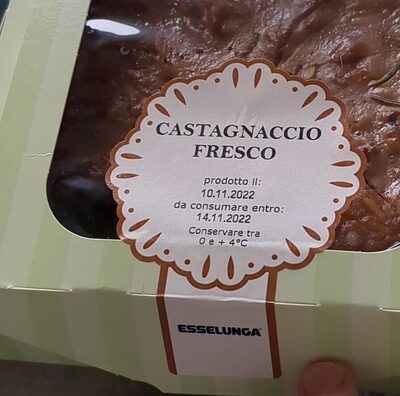 CASTAGNACCIO
FRESCO
prodotto il:
10.11.2022
da consumare entro:
14.11.2022
Conservare tra
0 e + 4°C
ESSELUNGA